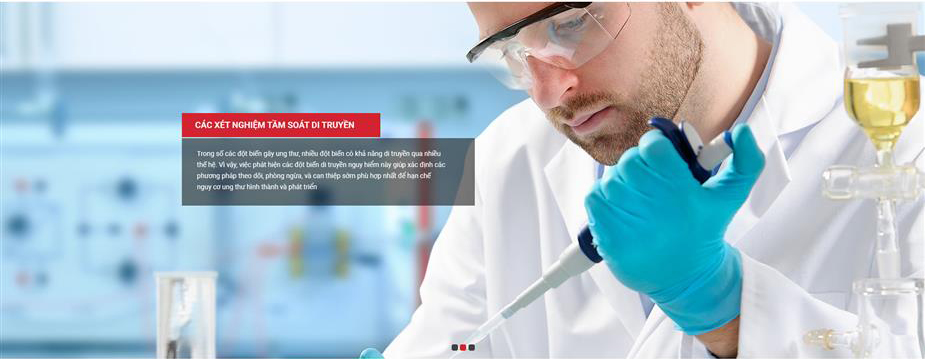 CÁC XÉT NGHIỆM TẦM SOÁT DI TRUYỀN
Trong số các đột biến gây ung thư, nhiều đột biến có khả năng di truyền qua nhiều
thế hệ. Vì vậy, việc phát hiện các đột biến di truyền nguy hiểm này giúp xác định các
phương pháp theo dõi, phòng ngừa, và can thiệp sớm phù hợp nhất để hạn chế
nguy cơ ung thư hình thành và phát triển